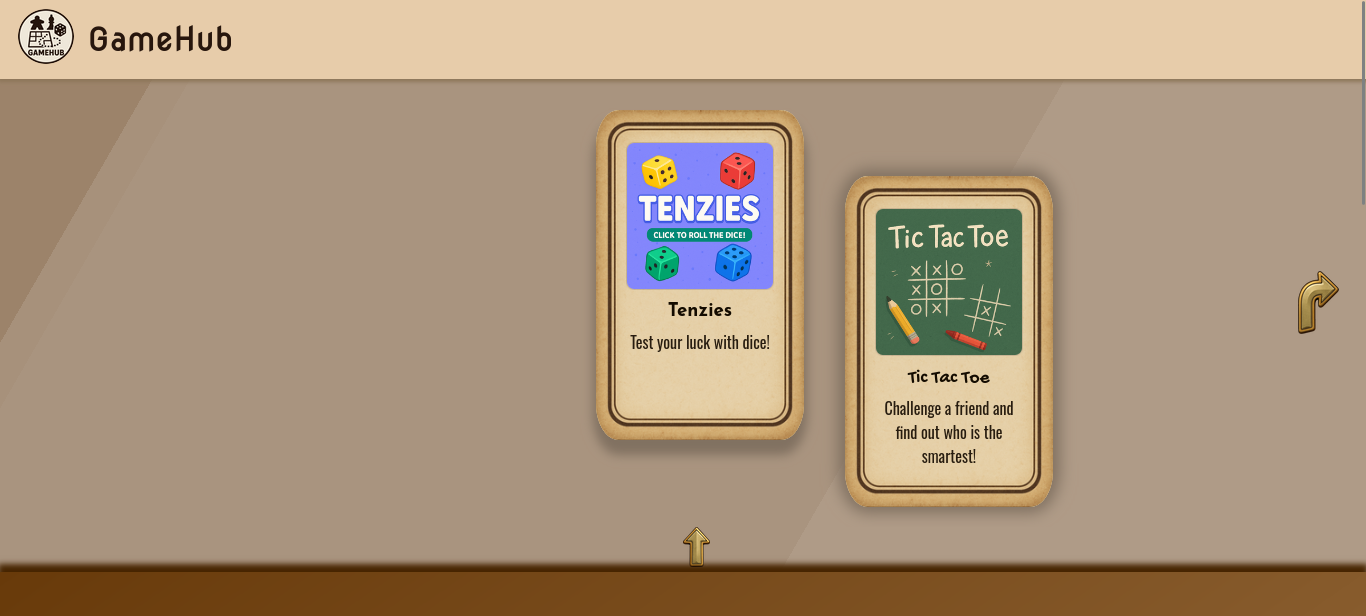 GAMEHUB
GameHub
TENZIES
CLICK TO ROLL THE DICE!
Tenzies
Test your luck with dice!
Tic Tac Toe
X X O
X O
O X
X
X
Tic Tac Toe
Challenge a friend and
find out who is the
smartest!